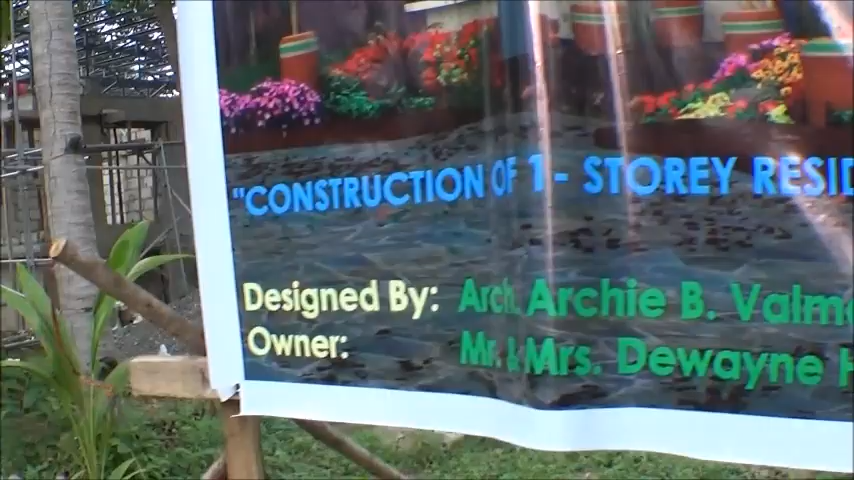 "CONSTRUCTION OF 1- STOREY
Designed By: Arch. Archie B.
Owner: Mr. & Mrs. Dewayne